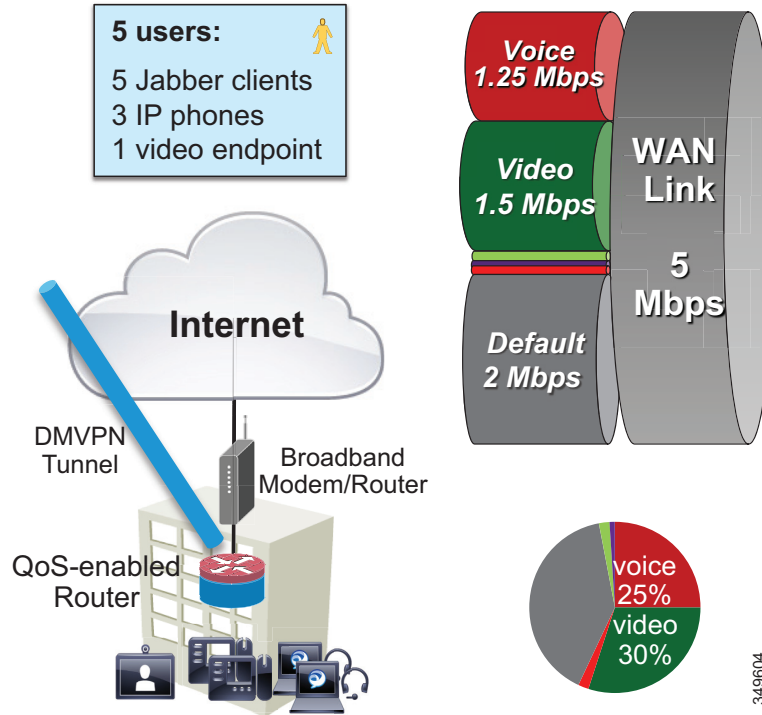 5 users:
5 Jabber clients
3 IP phones
1 video endpoint
Voice
1.25 Mbps
Video
1.5 Mbps
Default
2 Mbps
WAN
Link
5
Mbps
Internet
DMVPN
Tunnel
Broadband
Modem/Router
QoS-enabled
Router
voice
25%
video
30%
349604